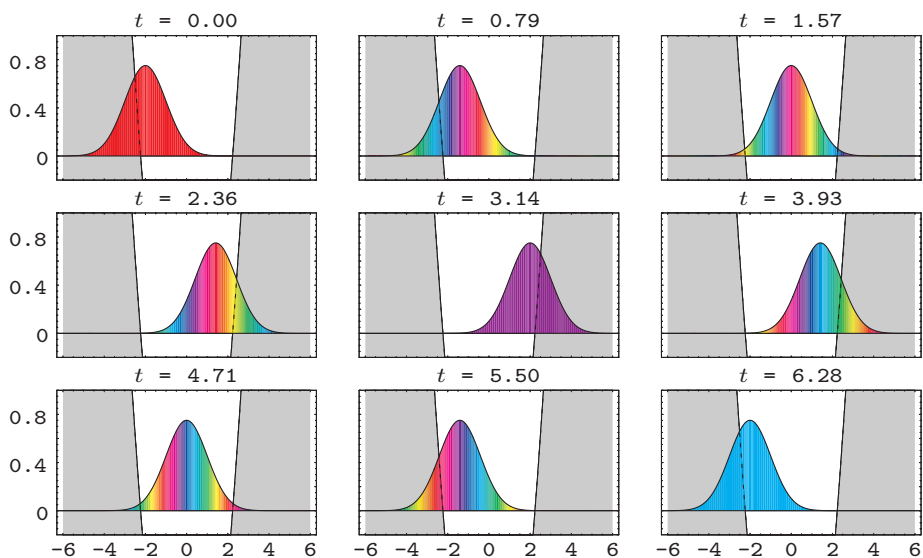 t = 0.00 t = 0.79 t = 1.57
0.8
0.4
0
t = 2.36 t = 3.14 t = 3.93
0.8
0.4
0
t = 4.71 t = 5.50 t = 6.28
0.8
0.4
0
-6 -4 -2 0 2 4 6 -6 -4 -2 0 2 4 6 -6 -4 -2 0 2 4 6